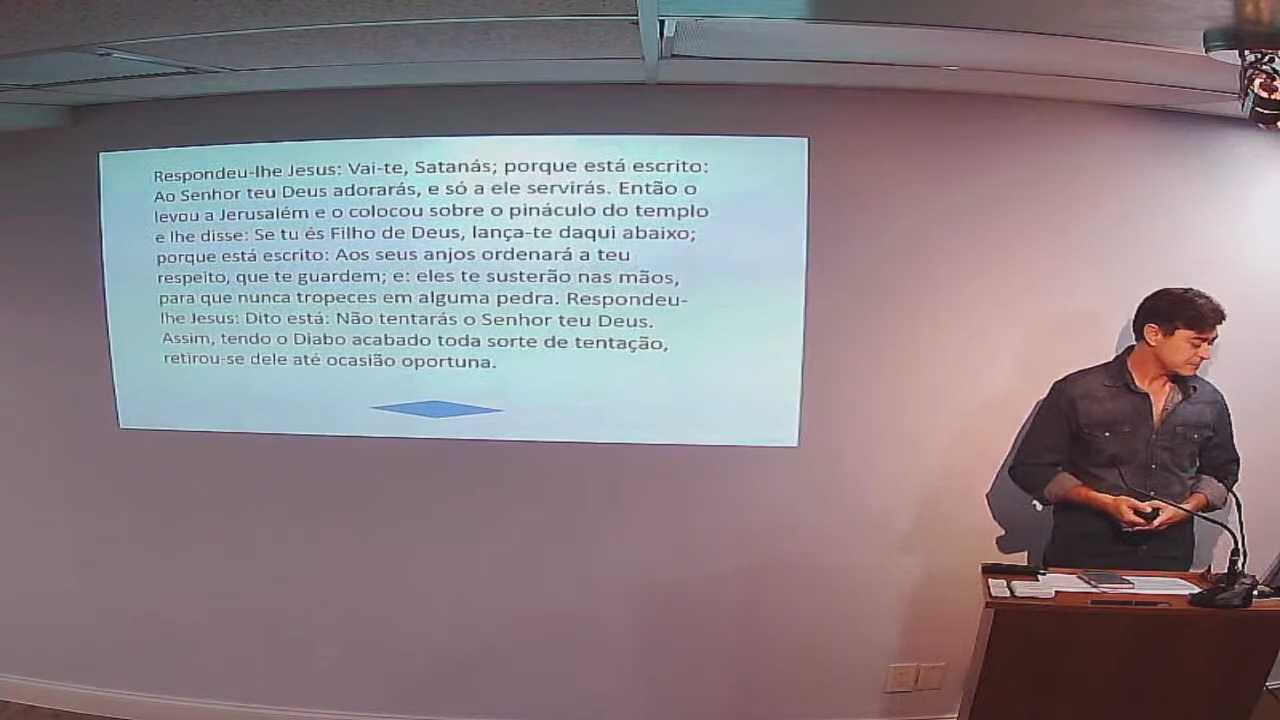 Respondeu-lhe Jesus: Vai-te, Satanás; porque está escrito:
Ao Senhor teu Deus adorarás, e só a ele servirás. Então o
levou a Jerusalém e o colocou sobre o pináculo do templo
e lhe disse: Se tu és Filho de Deus, lança-te daqui abaixo;
porque está escrito: Aos seus anjos ordenará a teu
respeito, que te guardem; e: eles te susterão nas mãos,
para que nunca tropeces em alguma pedra. Respondeu-
lhe Jesus: Dito está: Não tentarás o Senhor teu Deus.
Assim, tendo o Diabo acabado toda sorte de tentação,
retirou-se dele até ocasião oportuna.